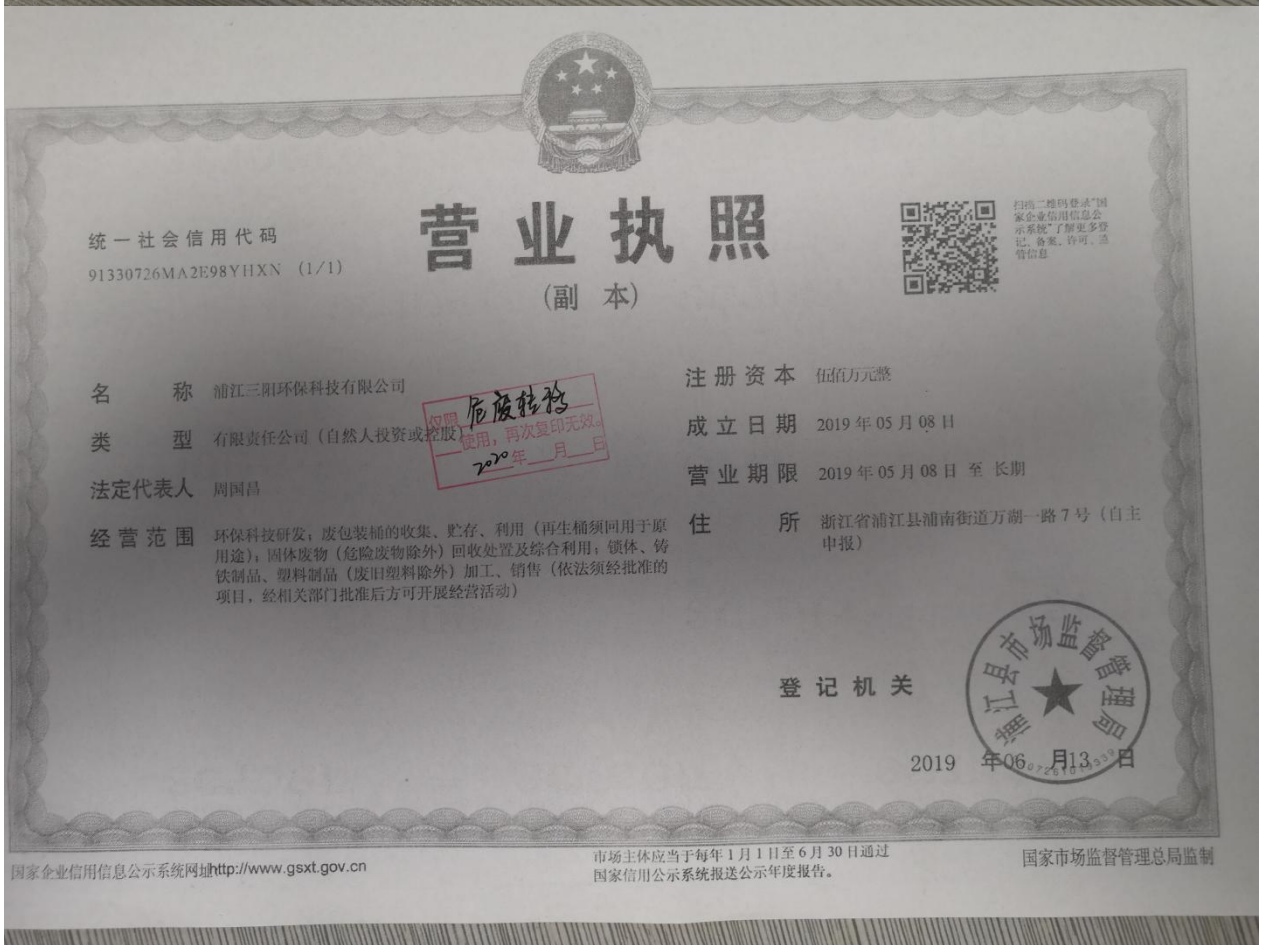 统一社会信用代码
91330726MA2E98YHXN (1/1)
营业执照
(副 本)
扫描二维码登录"国
家企业信用信息公
示系统"了解更多登
记、备案、许可、监
管信息
名 称 浦江三阳环保科技有限公司
类 型 有限责任公司（自然人投资或控股）
法定代表人 周国昌
经营范围 环保科技研发；废包装桶的收集、贮存、利用（再生桶须回用于原
用途）；固体废物（危险废物除外）回收处置及综合利用；锁体、铸
铁制品、塑料制品（废旧塑料除外）加工、销售（依法须经批准的
项目，经相关部门批准后方可开展经营活动）
仅限 危废转移
使用，再次复印无效。
2020年 月 日
注册资本 伍佰万元整
成立日期 2019 年 05 月 08 日
营业期限 2019 年 05 月 08 日 至 长期
住 所 浙江省浦江县浦南街道万湖一路 7 号（自主
申报）
登记机关
浦江县市场监督管理局
2019 年06 月13 日
国家企业信用信息公示系统网址http://www.gsxt.gov.cn
市场主体应当于每年 1 月 1 日至 6 月 30 日通过
国家信用公示系统报送公示年度报告。
国家市场监督管理总局监制